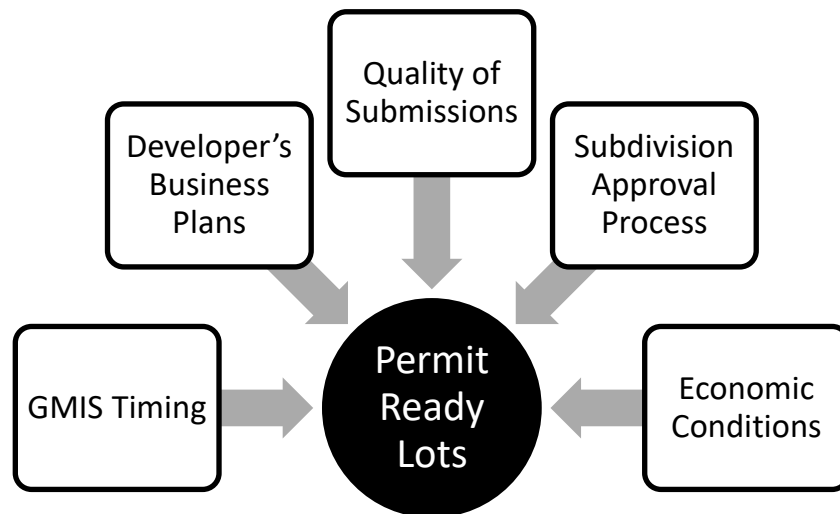 Quality of
Submissions
Developer’s
Business
Plans
Subdivision
Approval
Process
GMIS Timing
Permit
Ready
Lots
Economic
Conditions